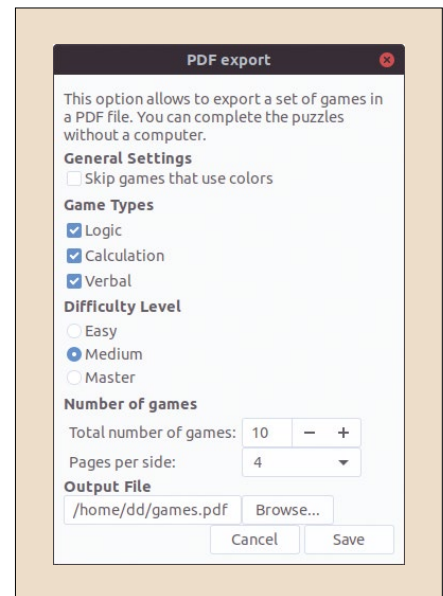 PDF export
This option allows to export a set of games in
a PDF file. You can complete the puzzles
without a computer.
General Settings
Skip games that use colors
Game Types
Logic
Calculation
Verbal
Difficulty Level
Easy
Medium
Master
Number of games
Total number of games: 10 − +
Pages per side: 4
Output File
/home/dd/games.pdf Browse...
Cancel Save